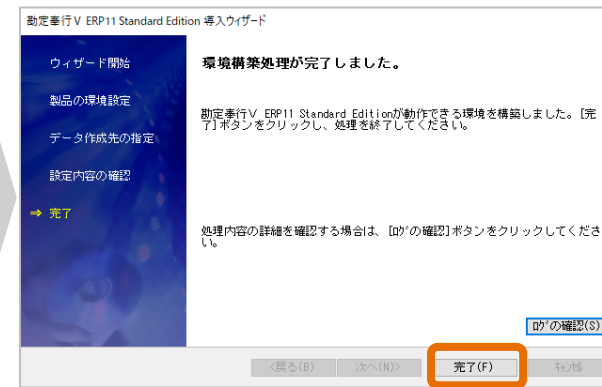 勘定奉行Ⅴ ERP11 Standard Edition 導入ウィザード
ウィザード開始
製品の環境設定
データ作成先の指定
設定内容の確認
⇒ 完了
環境構築処理が完了しました。
勘定奉行Ⅴ ERP11 Standard Editionが動作できる環境を構築しました。[完
了]ボタンをクリックし、処理を終了してください。
処理内容の詳細を確認する場合は、[ﾛｸﾞの確認]ボタンをクリックしてくださ
い。
ﾛｸﾞの確認(S)
<戻る(B) 次へ(N)> 完了(F) ｷｬﾝｾﾙ